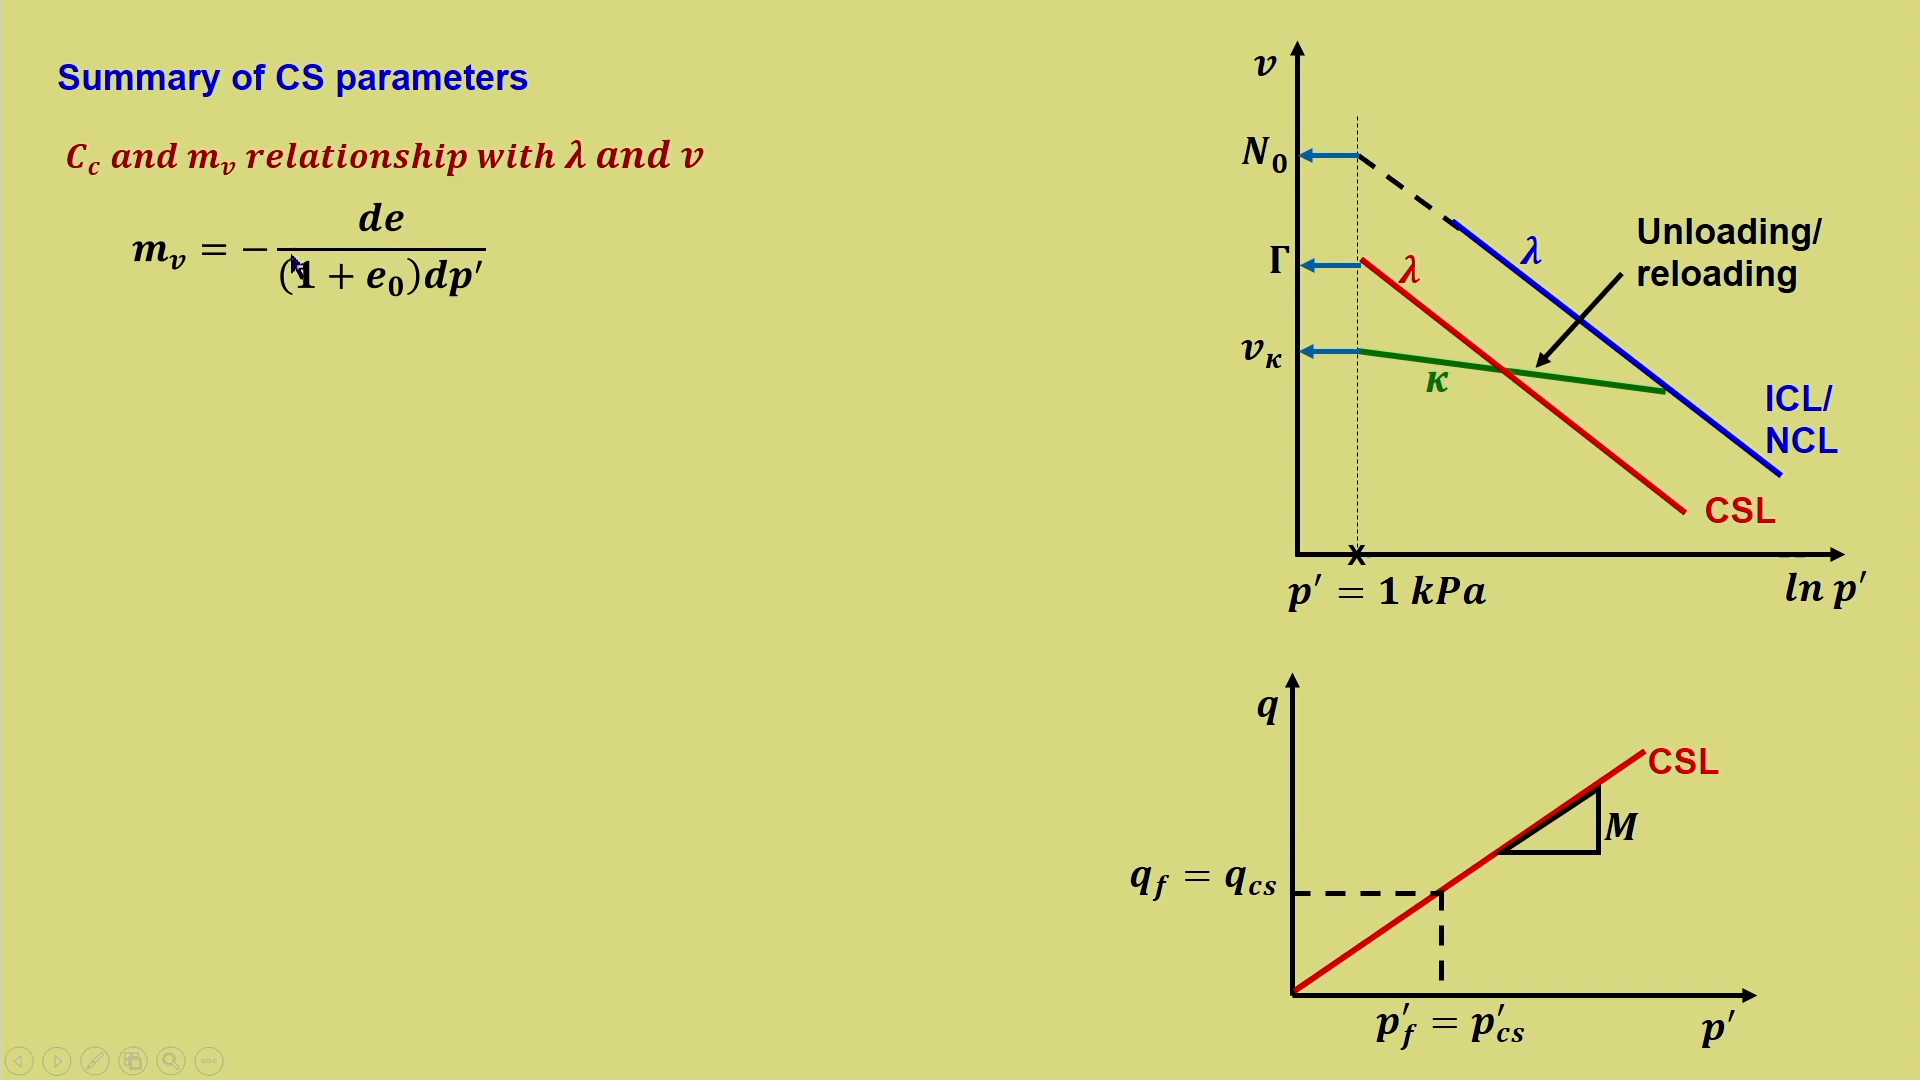 Summary of CS parameters
C_c and m_v relationship with λ and v
m_v = − de / (1 + e_0)dp′
v
N_0
Γ
v_κ
λ
λ
κ
Unloading/
reloading
ICL/
NCL
CSL
x
p′ = 1 kPa
ln p′
q
CSL
M
q_f = q_cs
p′_f = p′_cs
p′